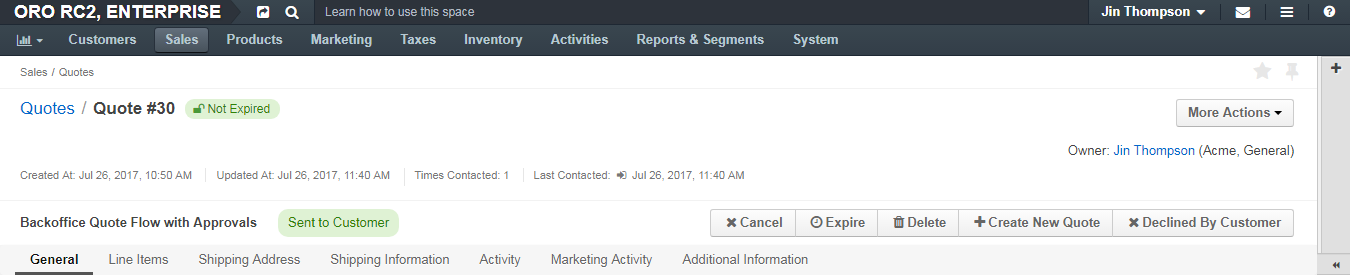 ORO RC2, ENTERPRISE Learn how to use this space Jin Thompson
Customers Sales Products Marketing Taxes Inventory Activities Reports & Segments System
Sales / Quotes
Quotes / Quote #30 Not Expired
More Actions
Owner: Jin Thompson (Acme, General)
Created At: Jul 26, 2017, 10:50 AM Updated At: Jul 26, 2017, 11:40 AM Times Contacted: 1 Last Contacted: Jul 26, 2017, 11:40 AM
Backoffice Quote Flow with Approvals Sent to Customer Cancel Expire Delete Create New Quote Declined By Customer
General Line Items Shipping Address Shipping Information Activity Marketing Activity Additional Information